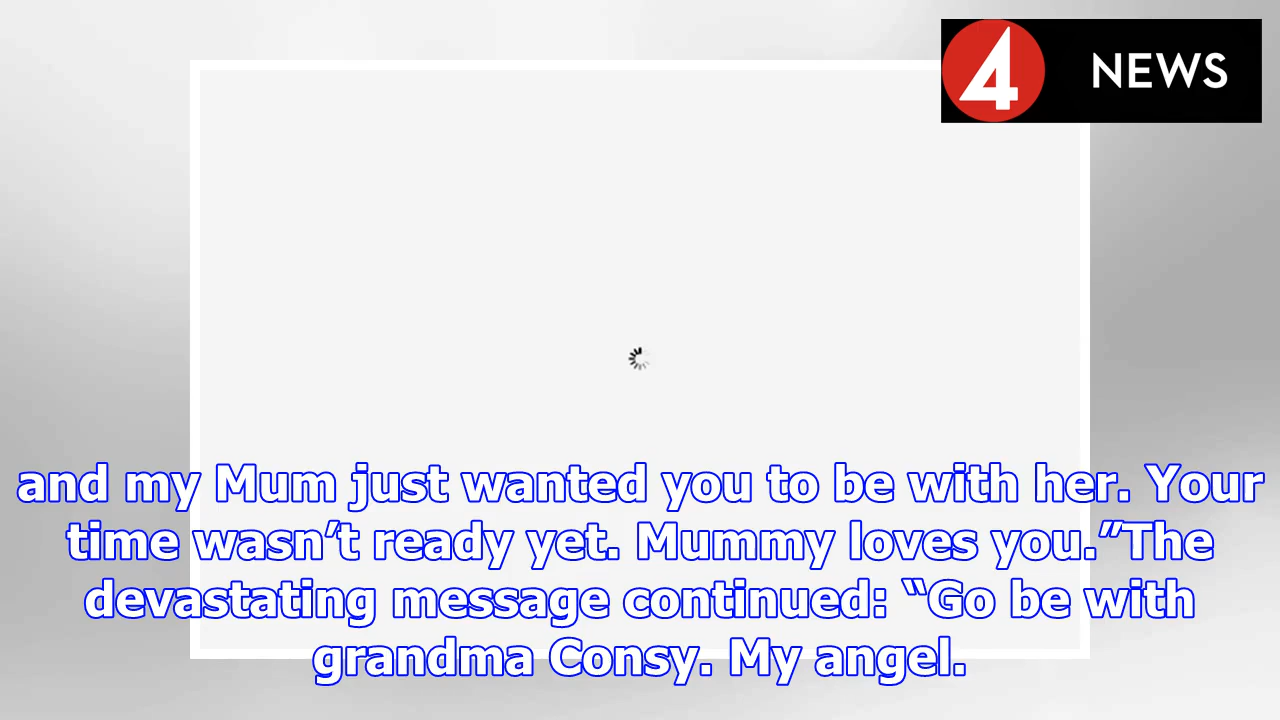 4 NEWS
and my Mum just wanted you to be with her. Your
time wasn’t ready yet. Mummy loves you.”The
devastating message continued: “Go be with
grandma Consy. My angel.